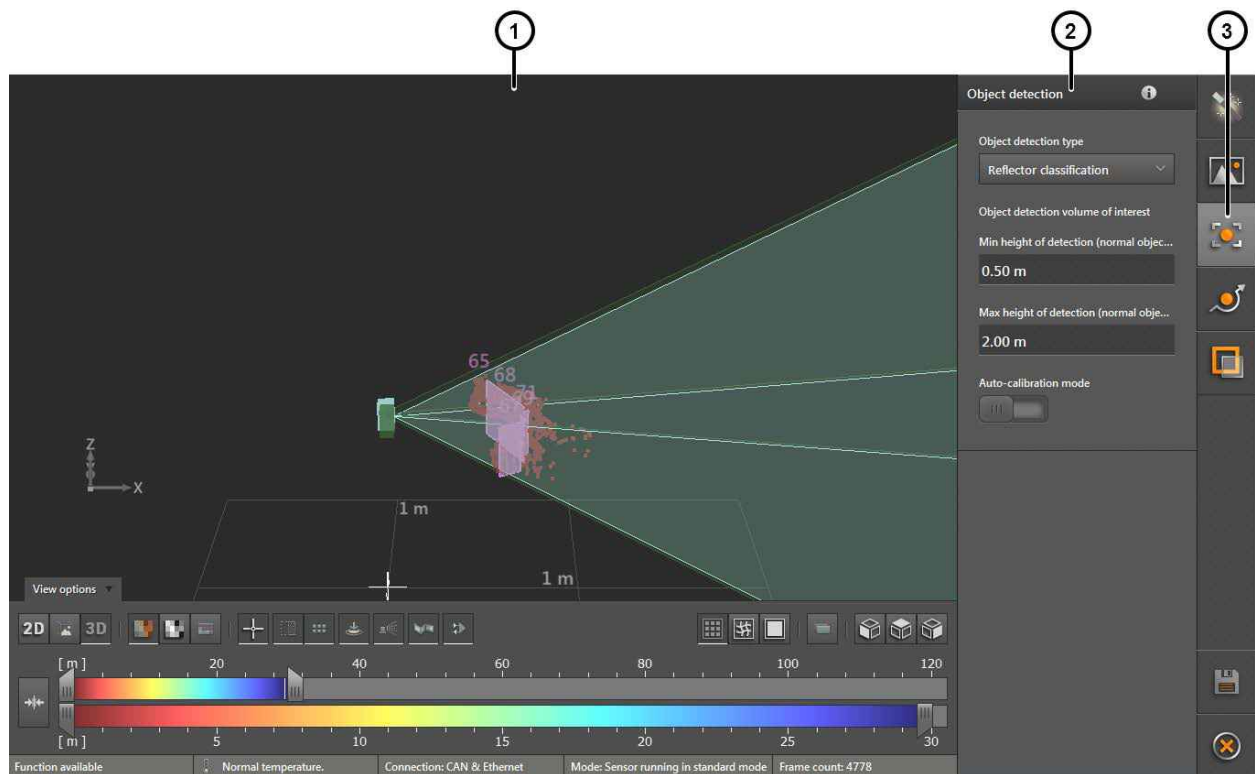 1
2
3
Object detection
Object detection type
Reflector classification
Object detection volume of interest
Min height of detection (normal objec...
0.50 m
Max height of detection (normal obje...
2.00 m
Auto-calibration mode
65
68
71
Z
X
1 m
1 m
View options
2D
3D
[ m ] 20 40 60 80 100 120
[ m ] 5 10 15 20 25 30
Function available Normal temperature. Connection: CAN & Ethernet Mode: Sensor running in standard mode Frame count: 4778